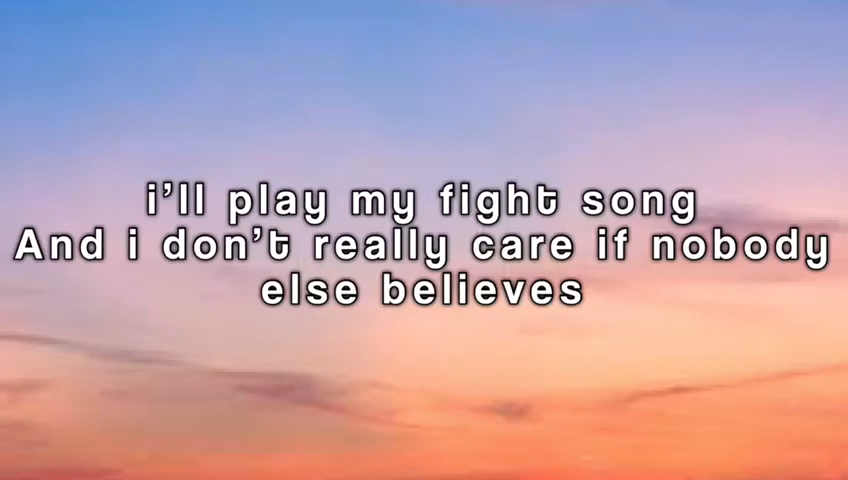 i'll play my fight song
And i don't really care if nobody
else believes